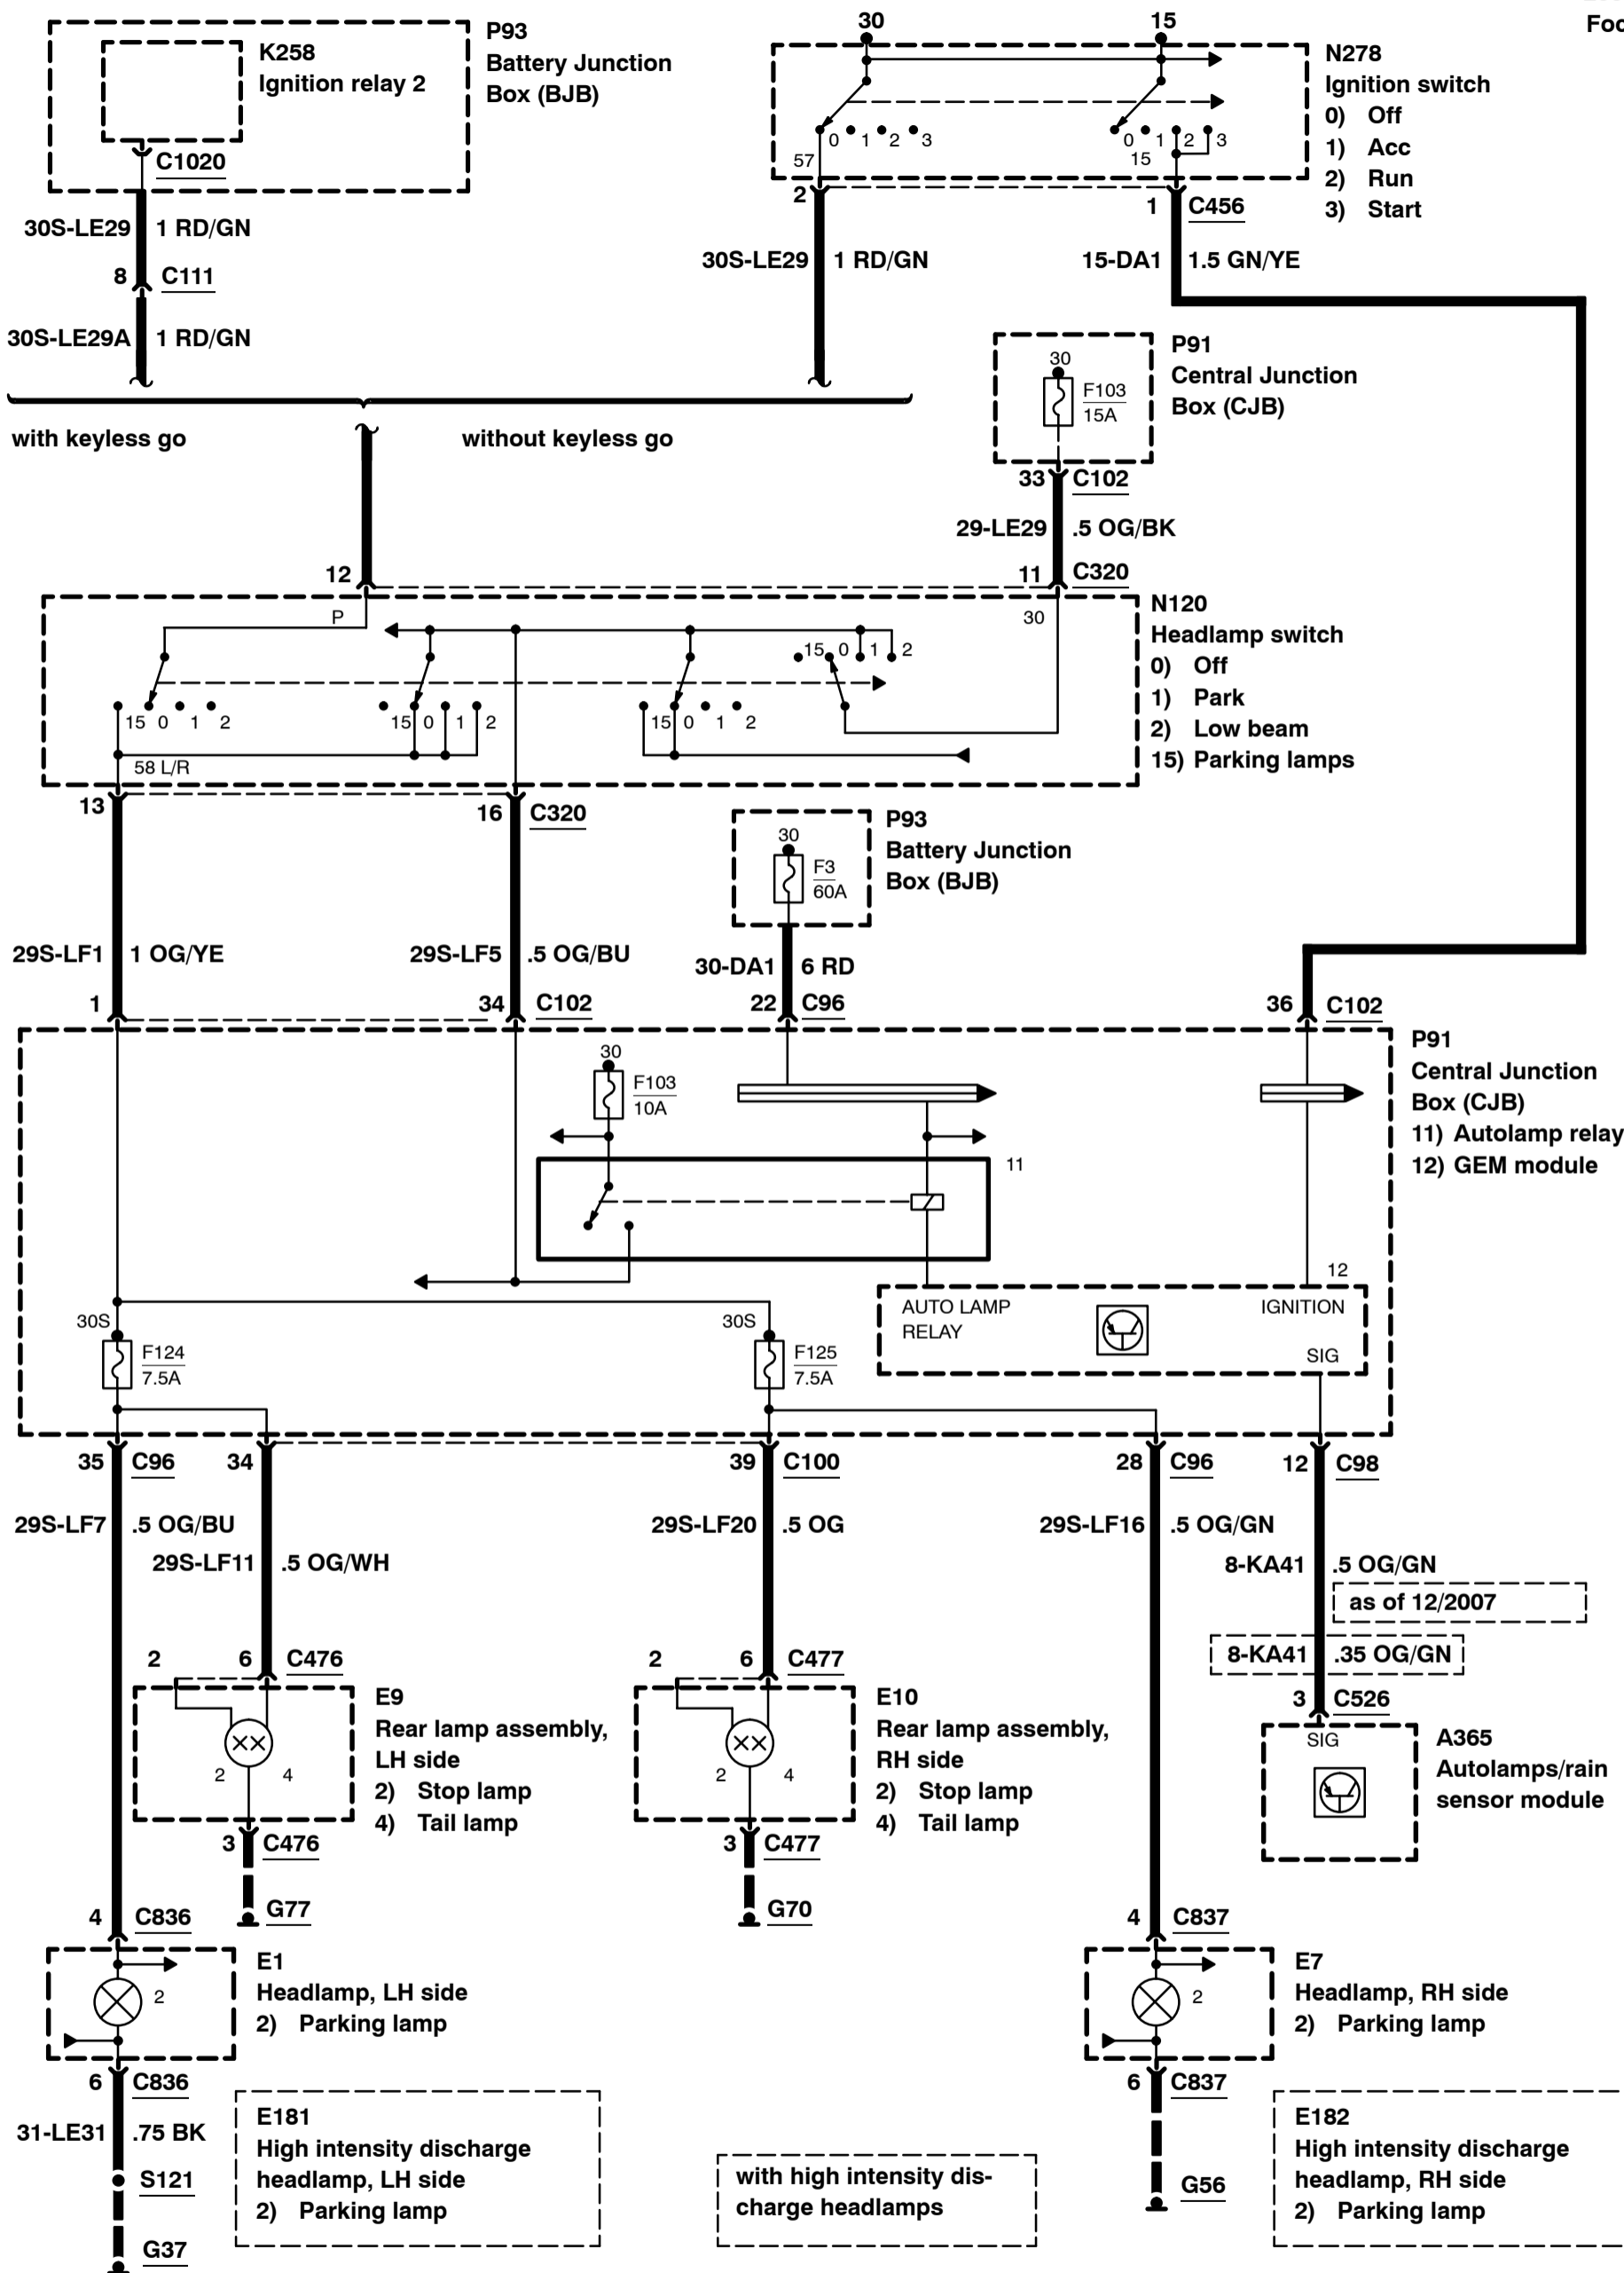 Foc
P93
Battery Junction
Box (BJB)
K258
Ignition relay 2
C1020
30S-LE29 1 RD/GN
8 C111
30S-LE29A 1 RD/GN
30 15
N278
Ignition switch
0) Off
1) Acc
2) Run
3) Start
0 1 2 3
57
0 1 2 3
15
2
1 C456
30S-LE29 1 RD/GN
15-DA1 1.5 GN/YE
with keyless go
without keyless go
P91
Central Junction
Box (CJB)
30
F103
15A
33 C102
29-LE29 .5 OG/BK
12
11 C320
P
30
N120
Headlamp switch
0) Off
1) Park
2) Low beam
15) Parking lamps
15 0 1 2
15 0 1 2
15 0 1 2
15 0 1 2
58 L/R
13
16 C320
P93
Battery Junction
Box (BJB)
30
F3
60A
29S-LF1 1 OG/YE
29S-LF5 .5 OG/BU
30-DA1 6 RD
1
34 C102
22 C96
36 C102
P91
Central Junction
Box (CJB)
11) Autolamp relay
12) GEM module
30
F103
10A
11
12
AUTO LAMP
RELAY
IGNITION
SIG
30S
F124
7.5A
30S
F125
7.5A
35 C96
34
39 C100
28 C96
12 C98
29S-LF7 .5 OG/BU
29S-LF11 .5 OG/WH
29S-LF20 .5 OG
29S-LF16 .5 OG/GN
8-KA41 .5 OG/GN
as of 12/2007
8-KA41 .35 OG/GN
3 C526
SIG
A365
Autolamps/rain
sensor module
2 6 C476
E9
Rear lamp assembly,
LH side
2) Stop lamp
4) Tail lamp
2 4
3 C476
G77
2 6 C477
E10
Rear lamp assembly,
RH side
2) Stop lamp
4) Tail lamp
2 4
3 C477
G70
4 C836
E1
Headlamp, LH side
2) Parking lamp
2
6 C836
31-LE31 .75 BK
S121
G37
E181
High intensity discharge
headlamp, LH side
2) Parking lamp
with high intensity dis-
charge headlamps
4 C837
E7
Headlamp, RH side
2) Parking lamp
2
6 C837
G56
E182
High intensity discharge
headlamp, RH side
2) Parking lamp